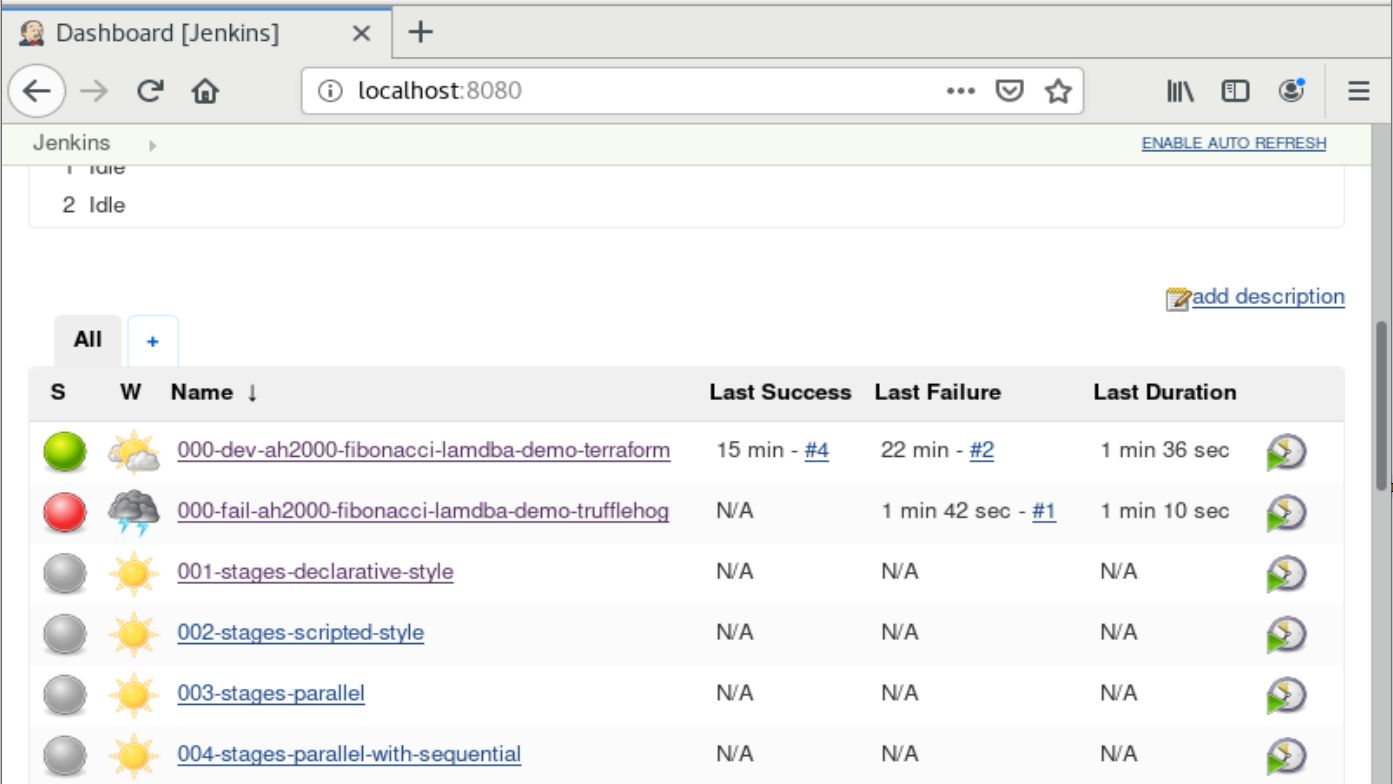 Dashboard [Jenkins]
localhost:8080
Jenkins
ENABLE AUTO REFRESH
1 Idle
2 Idle
add description
All +
S W Name ↓ Last Success Last Failure Last Duration
000-dev-ah2000-fibonacci-lamdba-demo-terraform 15 min - #4 22 min - #2 1 min 36 sec
000-fail-ah2000-fibonacci-lamdba-demo-trufflehog N/A 1 min 42 sec - #1 1 min 10 sec
001-stages-declarative-style N/A N/A N/A
002-stages-scripted-style N/A N/A N/A
003-stages-parallel N/A N/A N/A
004-stages-parallel-with-sequential N/A N/A N/A